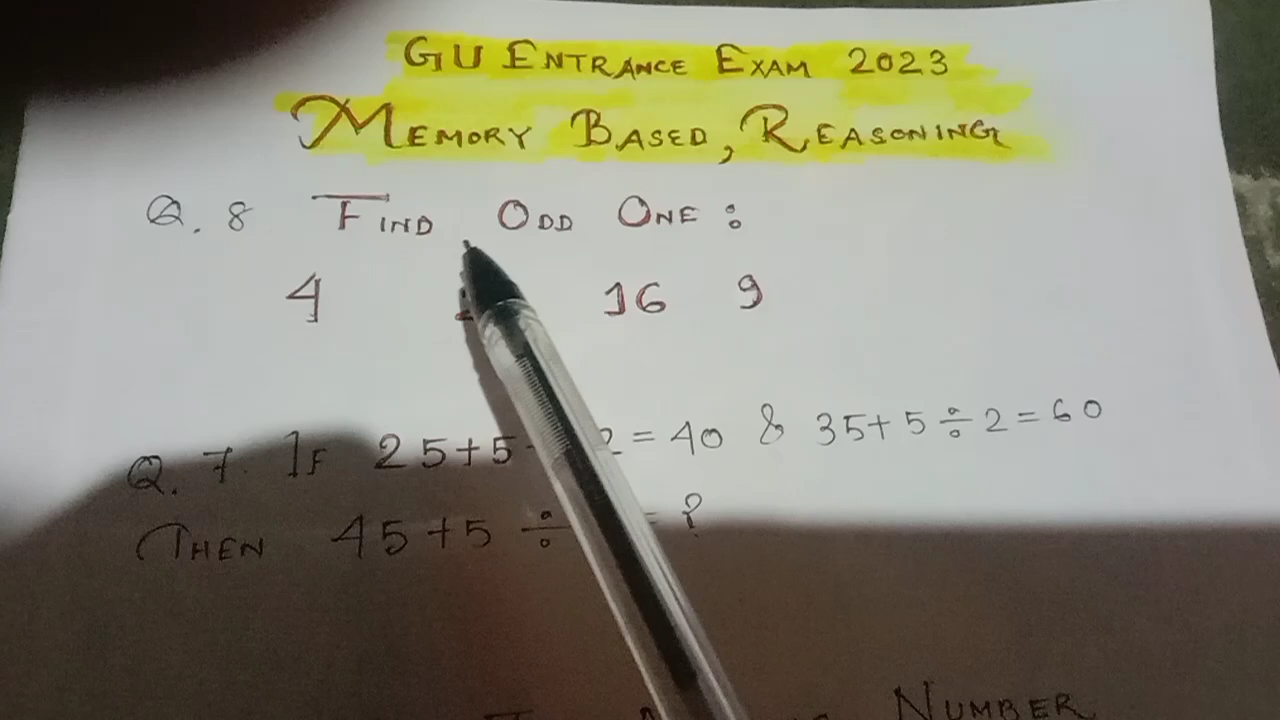 GU ENTRANCE EXAM 2023
MEMORY BASED, REASONING
Q. 8 FIND ODD ONE :
4 16 9
Q. 7. IF 25+5 2=40 & 35+5÷2=60
THEN 45+5 ÷ = ?
NUMBER